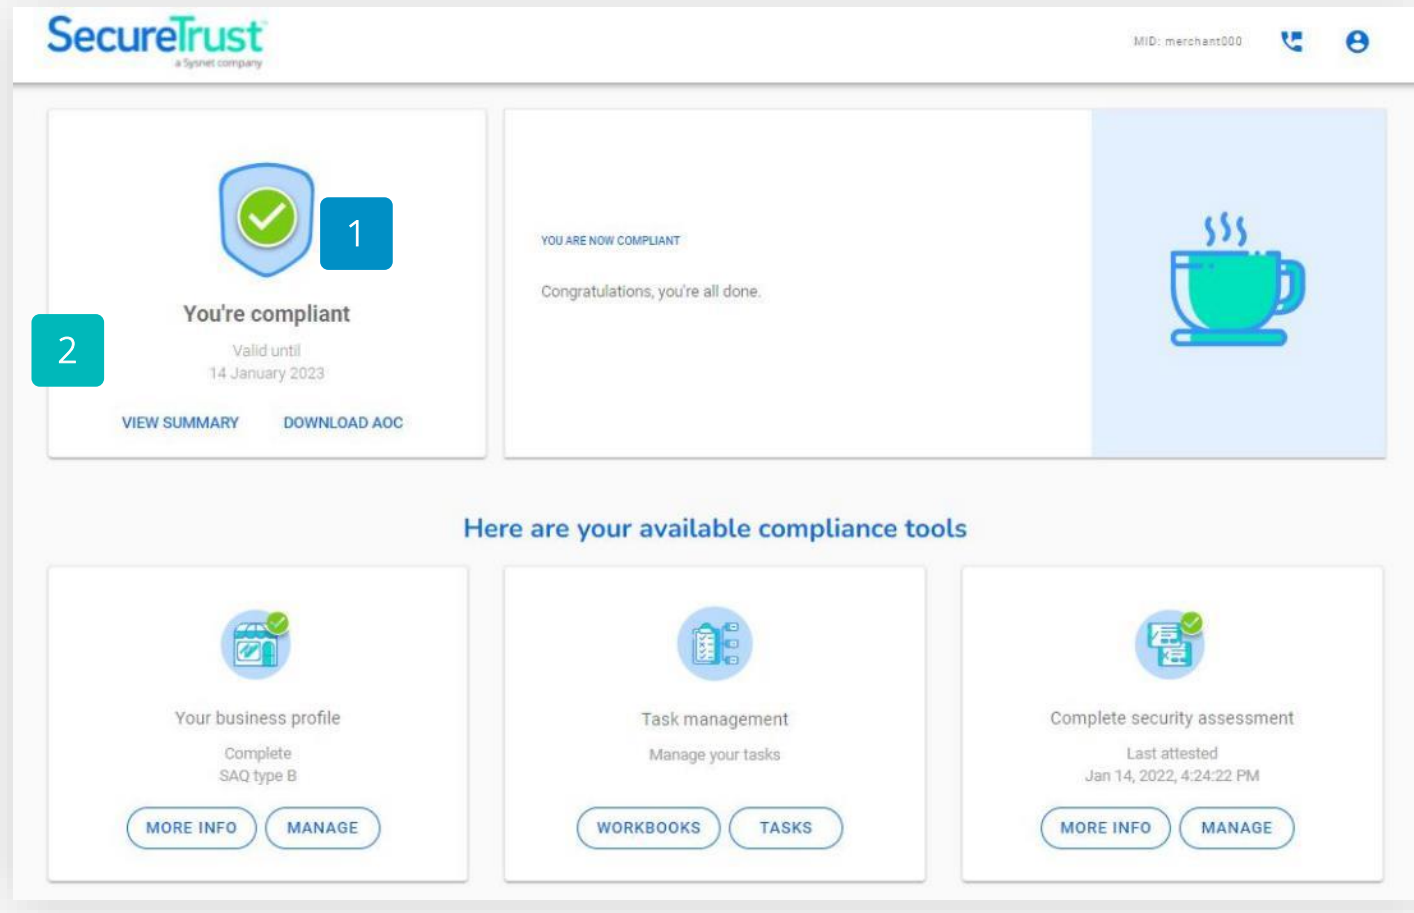 SecureTrust
a Sysnet company
MID: merchant000
1
You're compliant
2
Valid until
14 January 2023
VIEW SUMMARY DOWNLOAD AOC
YOU ARE NOW COMPLIANT
Congratulations, you're all done.
Here are your available compliance tools
Your business profile
Complete
SAQ type B
MORE INFO MANAGE
Task management
Manage your tasks
WORKBOOKS TASKS
Complete security assessment
Last attested
Jan 14, 2022, 4:24:22 PM
MORE INFO MANAGE